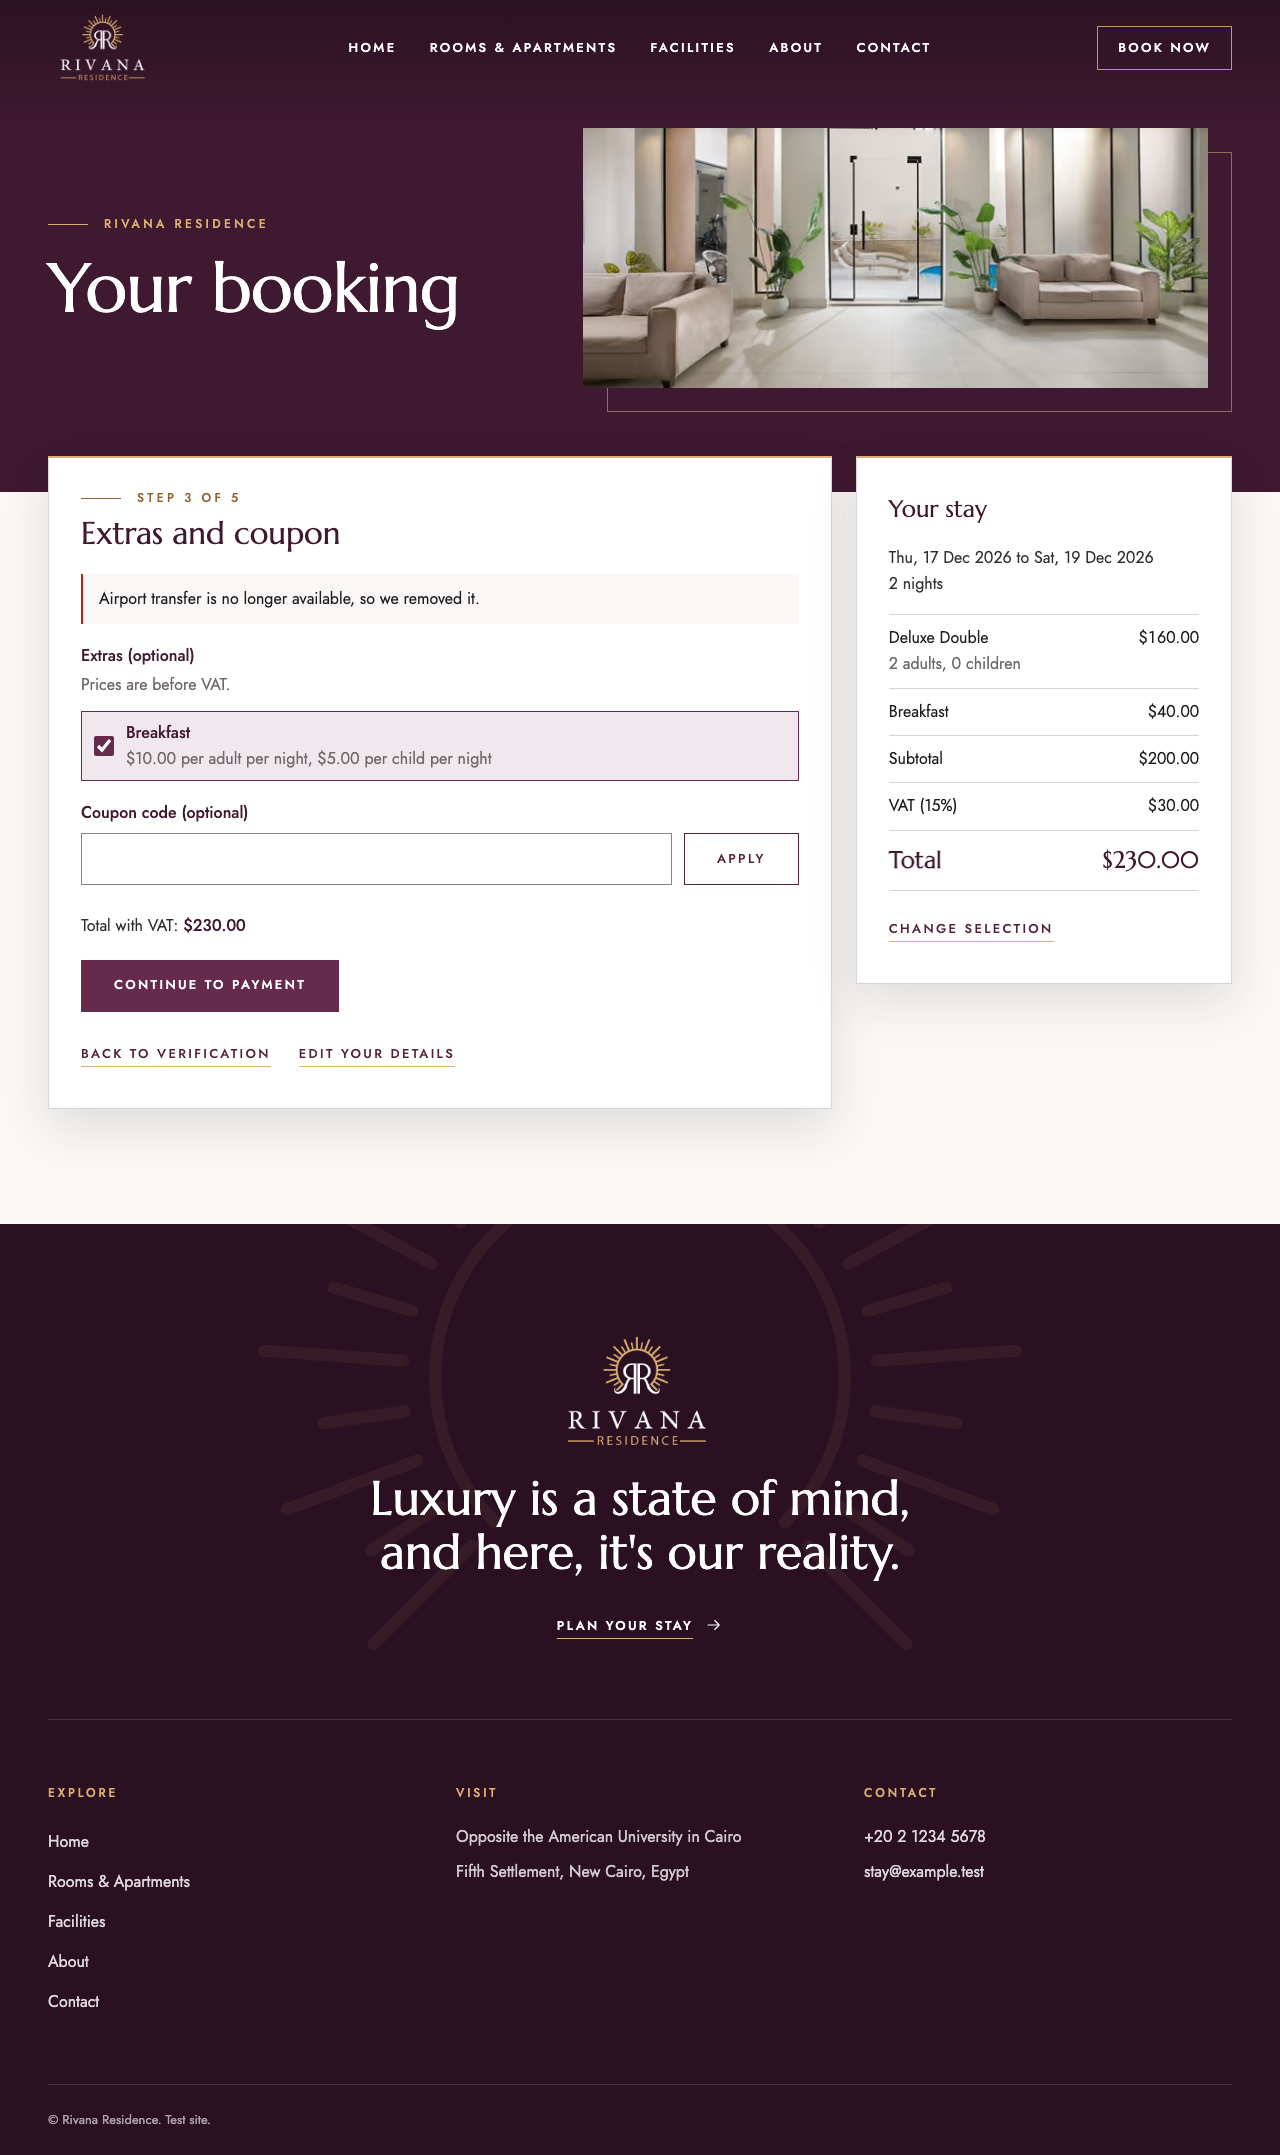 RIVANA
RESIDENCE
HOME
ROOMS & APARTMENTS
FACILITIES
ABOUT
CONTACT
BOOK NOW
RIVANA RESIDENCE
Your booking
STEP 3 OF 5
Extras and coupon
Airport transfer is no longer available, so we removed it.
Extras (optional)
Prices are before VAT.
Breakfast
$10.00 per adult per night, $5.00 per child per night
Coupon code (optional)
APPLY
Total with VAT: $230.00
CONTINUE TO PAYMENT
BACK TO VERIFICATION
EDIT YOUR DETAILS
Your stay
Thu, 17 Dec 2026 to Sat, 19 Dec 2026
2 nights
Deluxe Double $160.00
2 adults, 0 children
Breakfast $40.00
Subtotal $200.00
VAT (15%) $30.00
Total $230.00
CHANGE SELECTION
RIVANA
RESIDENCE
Luxury is a state of mind,
and here, it's our reality.
PLAN YOUR STAY →
EXPLORE
Home
Rooms & Apartments
Facilities
About
Contact
VISIT
Opposite the American University in Cairo
Fifth Settlement, New Cairo, Egypt
CONTACT
+20 2 1234 5678
stay@example.test
© Rivana Residence. Test site.